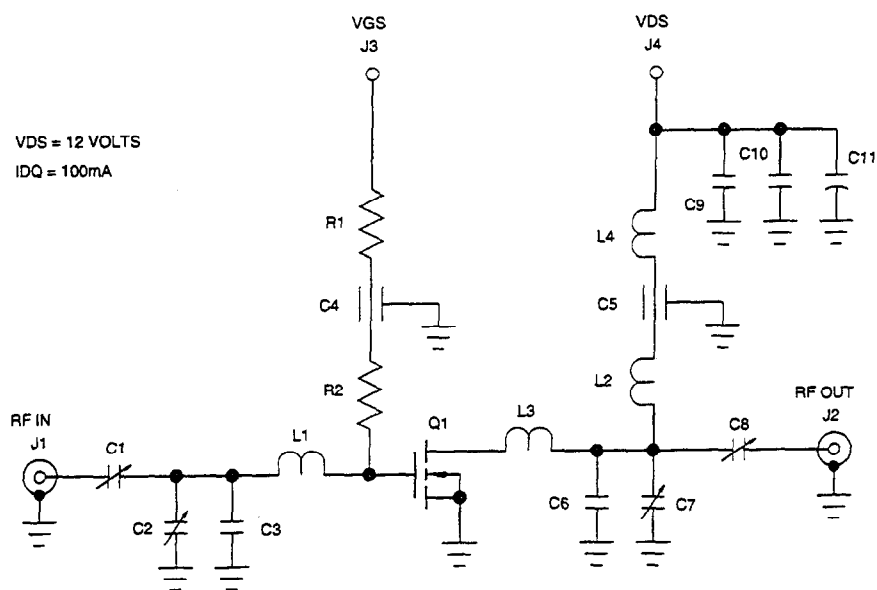 VGS
J3
VDS
J4
VDS = 12 VOLTS
IDQ = 100mA
C10
C11
C9
R1
L4
C4
C5
R2
L2
RF IN
J1
C1
L1
Q1
L3
C8
RF OUT
J2
C2
C3
C6
C7